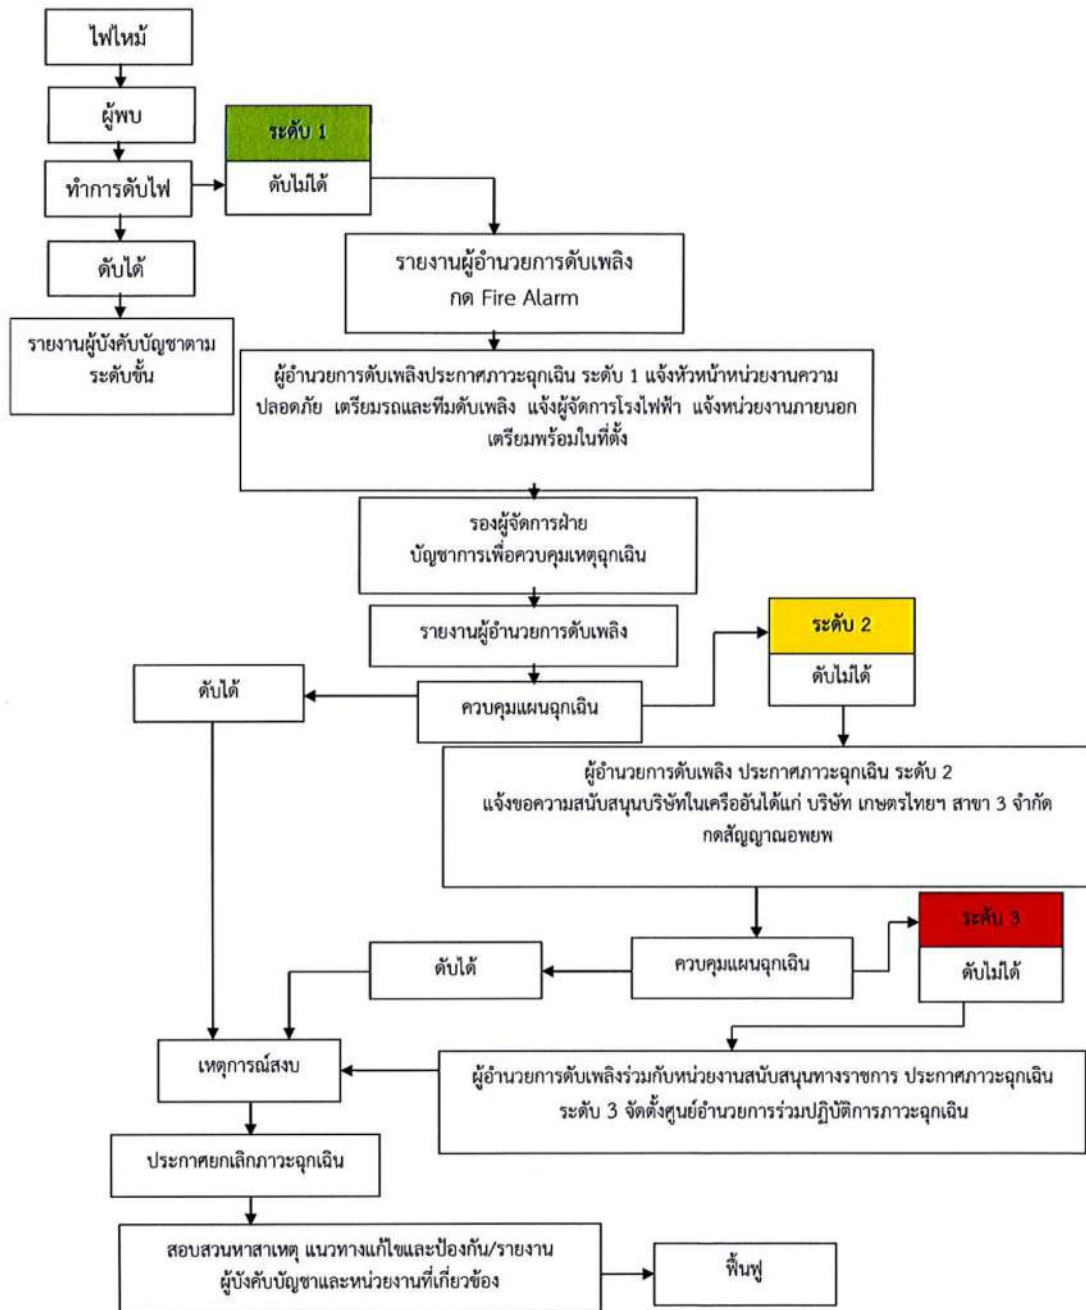 ไฟไหม้
ผู้พบ
ระดับ 1
ทำการดับไฟ
ดับไม่ได้
ดับได้
รายงานผู้อำนวยการดับเพลิง
กด Fire Alarm
รายงานผู้บังคับบัญชาตาม
ระดับขั้น
ผู้อำนวยการดับเพลิงประกาศภาวะฉุกเฉิน ระดับ 1 แจ้งหัวหน้าหน่วยงานความ
ปลอดภัย เตรียมรถและทีมดับเพลิง แจ้งผู้จัดการโรงไฟฟ้า แจ้งหน่วยงานภายนอก
เตรียมพร้อมในที่ตั้ง
รองผู้จัดการฝ่าย
บัญชาการเพื่อควบคุมเหตุฉุกเฉิน
รายงานผู้อำนวยการดับเพลิง
ระดับ 2
ดับไม่ได้
ดับได้
ควบคุมแผนฉุกเฉิน
ผู้อำนวยการดับเพลิง ประกาศภาวะฉุกเฉิน ระดับ 2
แจ้งขอความสนับสนุนบริษัทในเครืออันได้แก่ บริษัท เกษตรไทยฯ สาขา 3 จำกัด
กดสัญญาณอพยพ
ระดับ 3
ดับได้
ควบคุมแผนฉุกเฉิน
ดับไม่ได้
เหตุการณ์สงบ
ผู้อำนวยการดับเพลิงร่วมกับหน่วยงานสนับสนุนทางราชการ ประกาศภาวะฉุกเฉิน
ระดับ 3 จัดตั้งศูนย์อำนวยการร่วมปฏิบัติการภาวะฉุกเฉิน
ประกาศยกเลิกภาวะฉุกเฉิน
สอบสวนหาสาเหตุ แนวทางแก้ไขและป้องกัน/รายงาน
ผู้บังคับบัญชาและหน่วยงานที่เกี่ยวข้อง
ฟื้นฟู